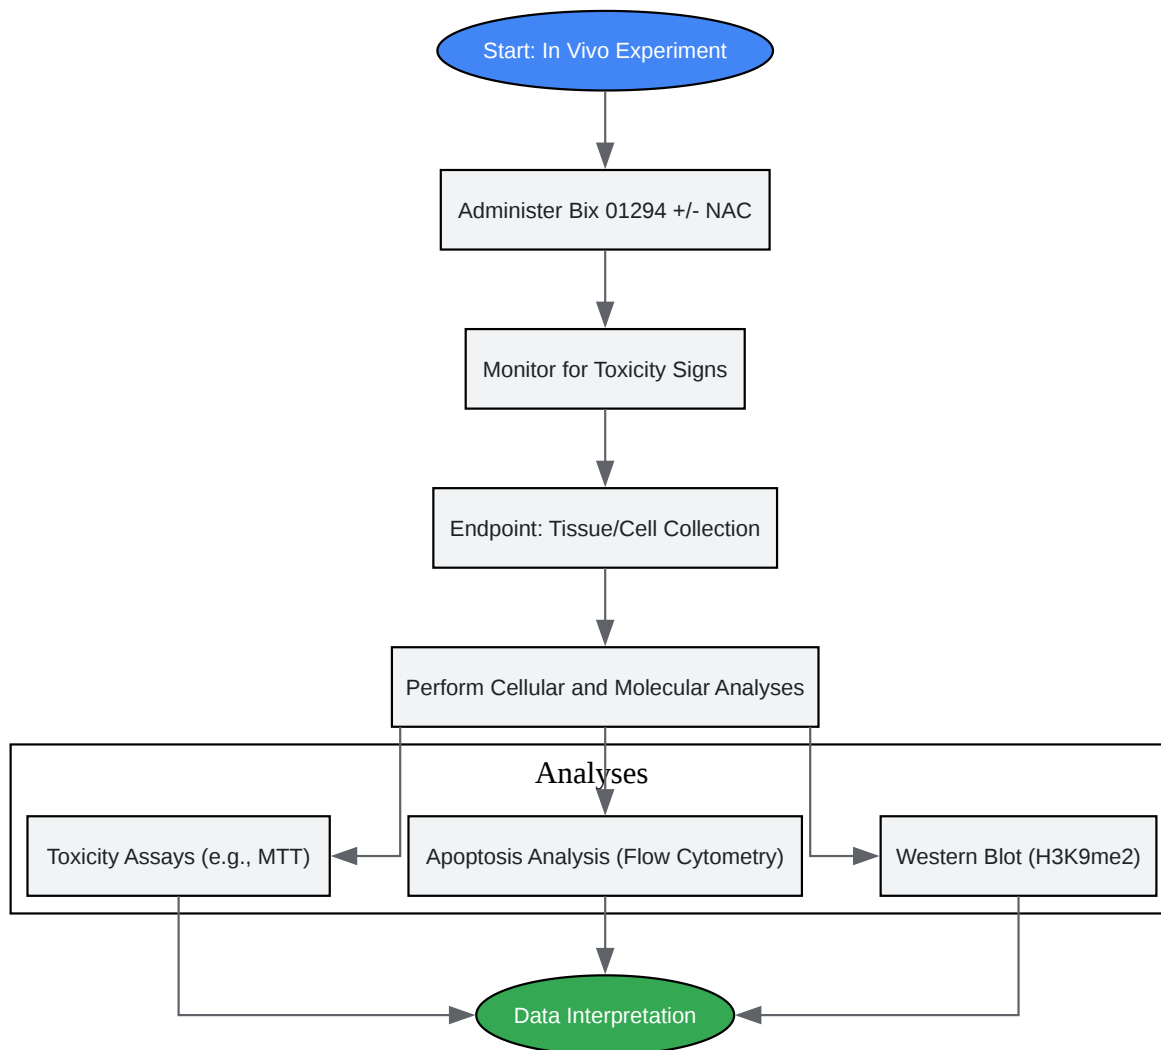 Start: In Vivo Experiment
Administer Bix 01294 +/- NAC
Monitor for Toxicity Signs
Endpoint: Tissue/Cell Collection
Perform Cellular and Molecular Analyses
Analyses
Toxicity Assays (e.g., MTT)
Apoptosis Analysis (Flow Cytometry)
Western Blot (H3K9me2)
Data Interpretation